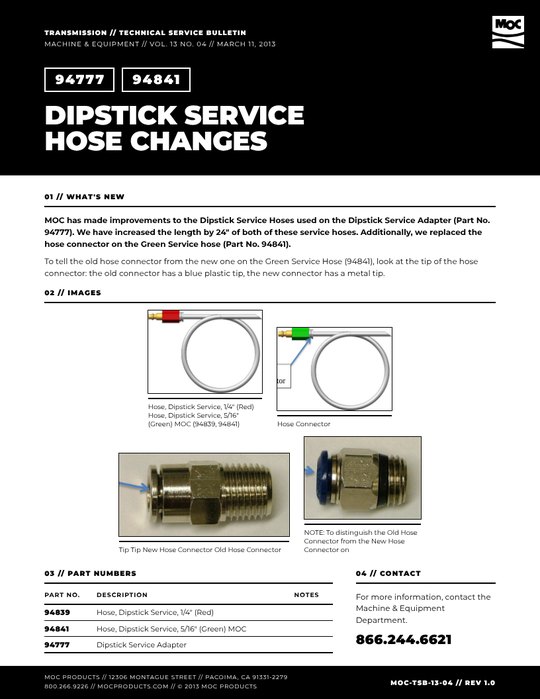 MOC
TRANSMISSION // TECHNICAL SERVICE BULLETIN
MACHINE & EQUIPMENT // VOL. 13 NO. 04 // MARCH 11, 2013
94777 94841
DIPSTICK SERVICE
HOSE CHANGES
01 // WHAT'S NEW
MOC has made improvements to the Dipstick Service Hoses used on the Dipstick Service Adapter (Part No.
94777). We have increased the length by 24" of both of these service hoses. Additionally, we replaced the
hose connector on the Green Service hose (Part No. 94841).
To tell the old hose connector from the new one on the Green Service Hose (94841), look at the tip of the hose
connector: the old connector has a blue plastic tip, the new connector has a metal tip.
02 // IMAGES
Hose, Dipstick Service, 1/4" (Red)
Hose, Dipstick Service, 5/16"
(Green) MOC (94839, 94841)
tor
Hose Connector
Tip Tip New Hose Connector Old Hose Connector
NOTE: To distinguish the Old Hose
Connector from the New Hose
Connector on
03 // PART NUMBERS
PART NO. DESCRIPTION NOTES
94839 Hose, Dipstick Service, 1/4" (Red)
94841 Hose, Dipstick Service, 5/16" (Green) MOC
94777 Dipstick Service Adapter
04 // CONTACT
For more information, contact the
Machine & Equipment
Department.
866.244.6621
MOC PRODUCTS // 12306 MONTAGUE STREET // PACOIMA, CA 91331-2279
800.266.9226 // MOCPRODUCTS.COM // © 2013 MOC PRODUCTS
MOC-TSB-13-04 // REV 1.0